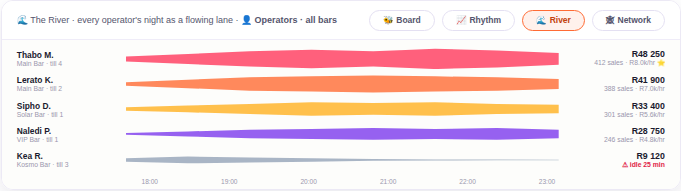 🌊 The River · every operator's night as a flowing lane · 👤 Operators · all bars
🐝 Board
📈 Rhythm
🌊 River
🕸 Network
Thabo M.
Main Bar · till 4
R48 250
412 sales · R8.0k/hr ⭐
Lerato K.
Main Bar · till 2
R41 900
388 sales · R7.0k/hr
Sipho D.
Solar Bar · till 1
R33 400
301 sales · R5.6k/hr
Naledi P.
VIP Bar · till 1
R28 750
246 sales · R4.8k/hr
Kea R.
Kosmo Bar · till 3
R9 120
⚠ idle 25 min
18:00 19:00 20:00 21:00 22:00 23:00